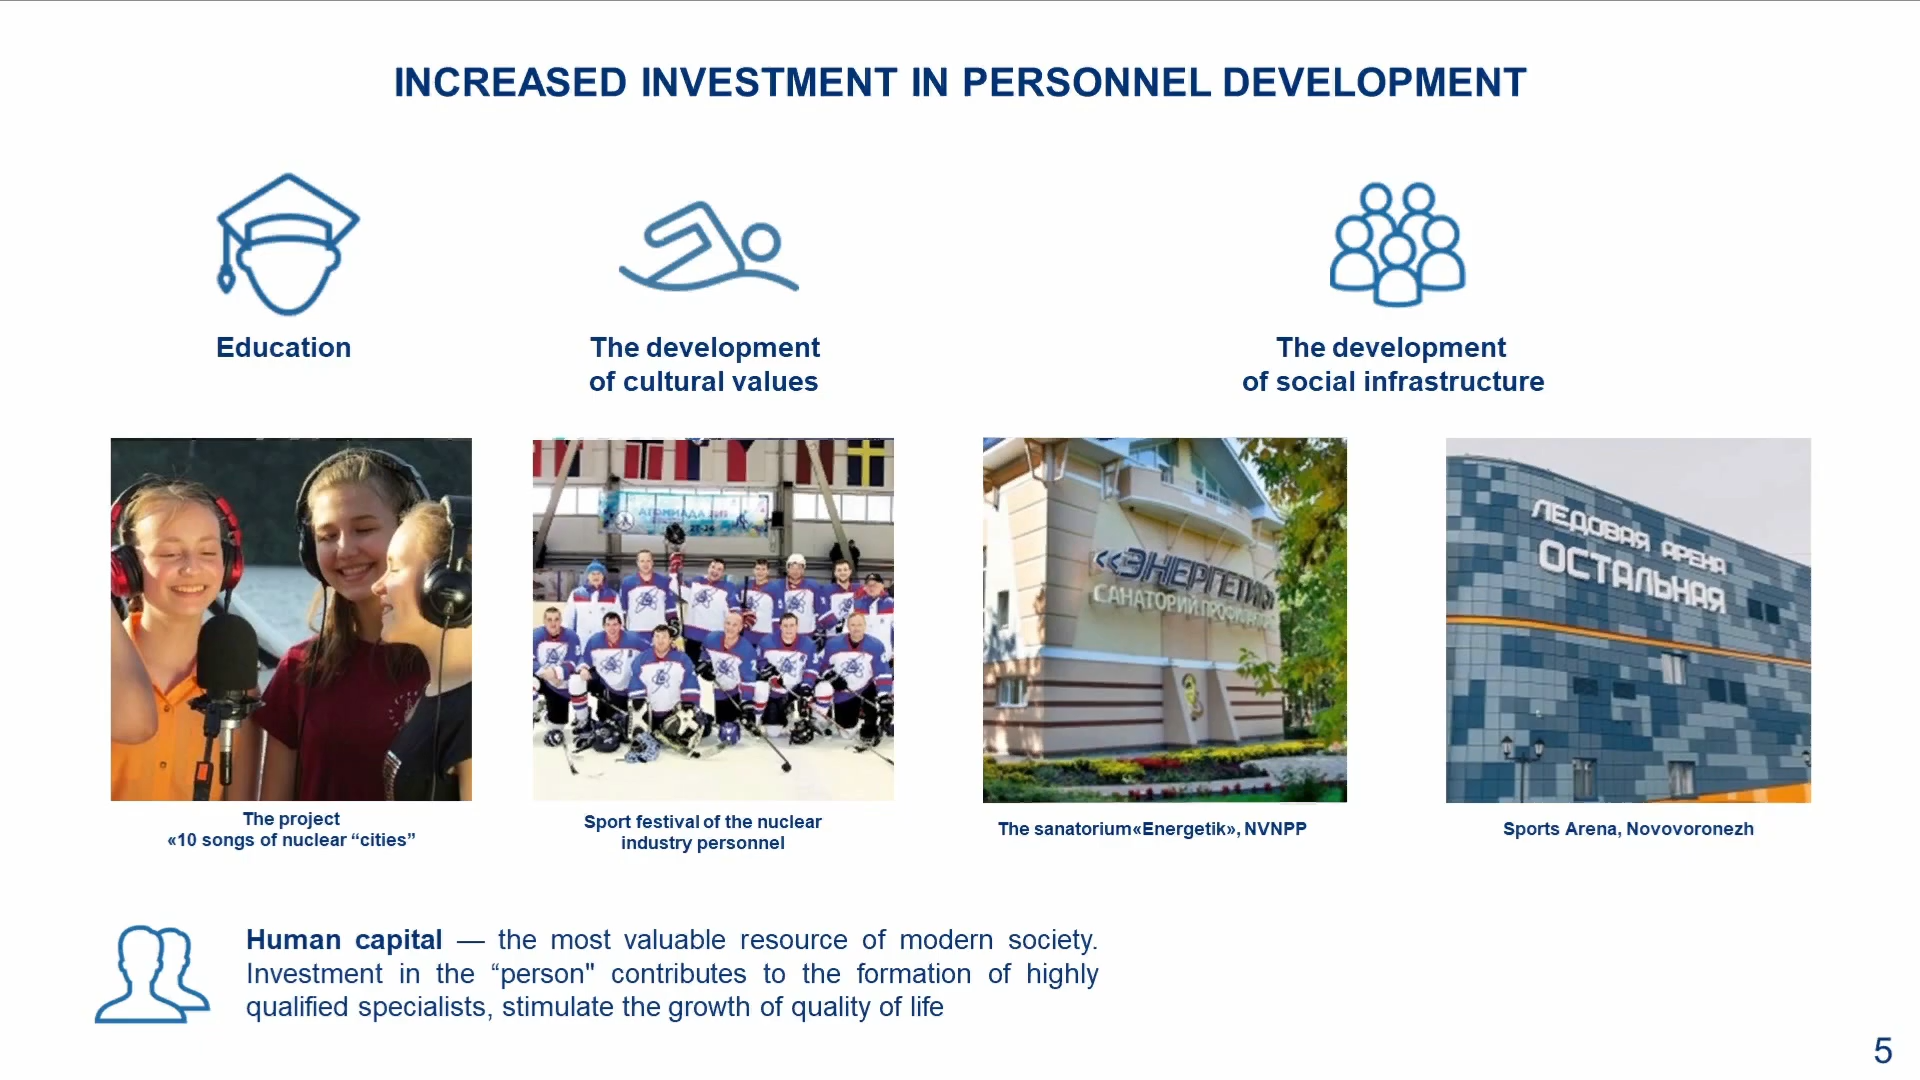 INCREASED INVESTMENT IN PERSONNEL DEVELOPMENT
Education
The development
of cultural values
The development
of social infrastructure
АТОМИАДА 2019
«ЭНЕРГЕТИК
САНАТОРИЙ ПРОФИЛАКТОРИЙ
ЛЕДОВАЯ АРЕНА
ОСТАЛЬНАЯ
The project
«10 songs of nuclear “cities”
Sport festival of the nuclear
industry personnel
The sanatorium«Energetik», NVNPP
Sports Arena, Novovoronezh
Human capital — the most valuable resource of modern society.
Investment in the “person" contributes to the formation of highly
qualified specialists, stimulate the growth of quality of life
5